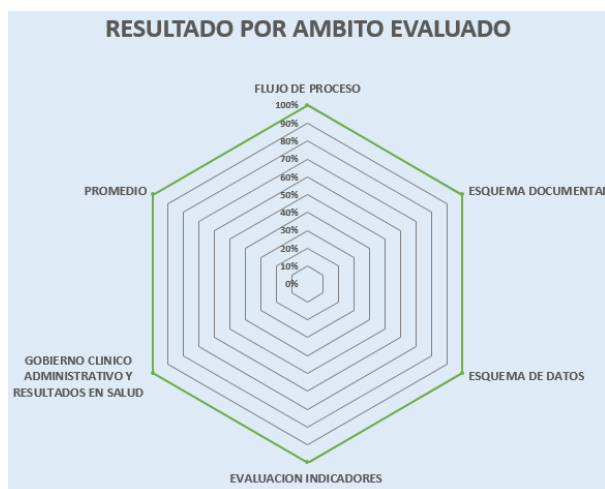 RESULTADO POR AMBITO EVALUADO
FLUJO DE PROCESO
100%
90%
80%
70%
60%
50%
40%
30%
20%
10%
0%
PROMEDIO
ESQUEMA DOCUMENTAL
GOBIERNO CLINICO
ADMINISTRATIVO Y
RESULTADOS EN SALUD
ESQUEMA DE DATOS
EVALUACION INDICADORES